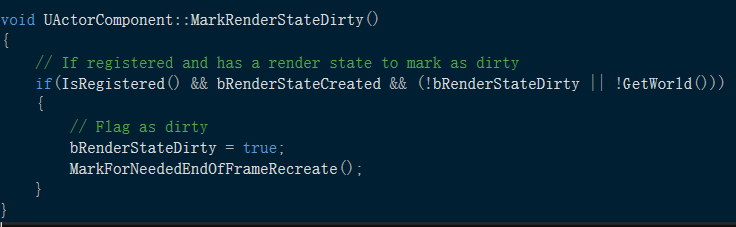 void UActorComponent::MarkRenderStateDirty()
{
    // If registered and has a render state to mark as dirty
    if(IsRegistered() && bRenderStateCreated && (!bRenderStateDirty || !GetWorld()))
    {
        // Flag as dirty
        bRenderStateDirty = true;
        MarkForNeededEndOfFrameRecreate();
    }
}